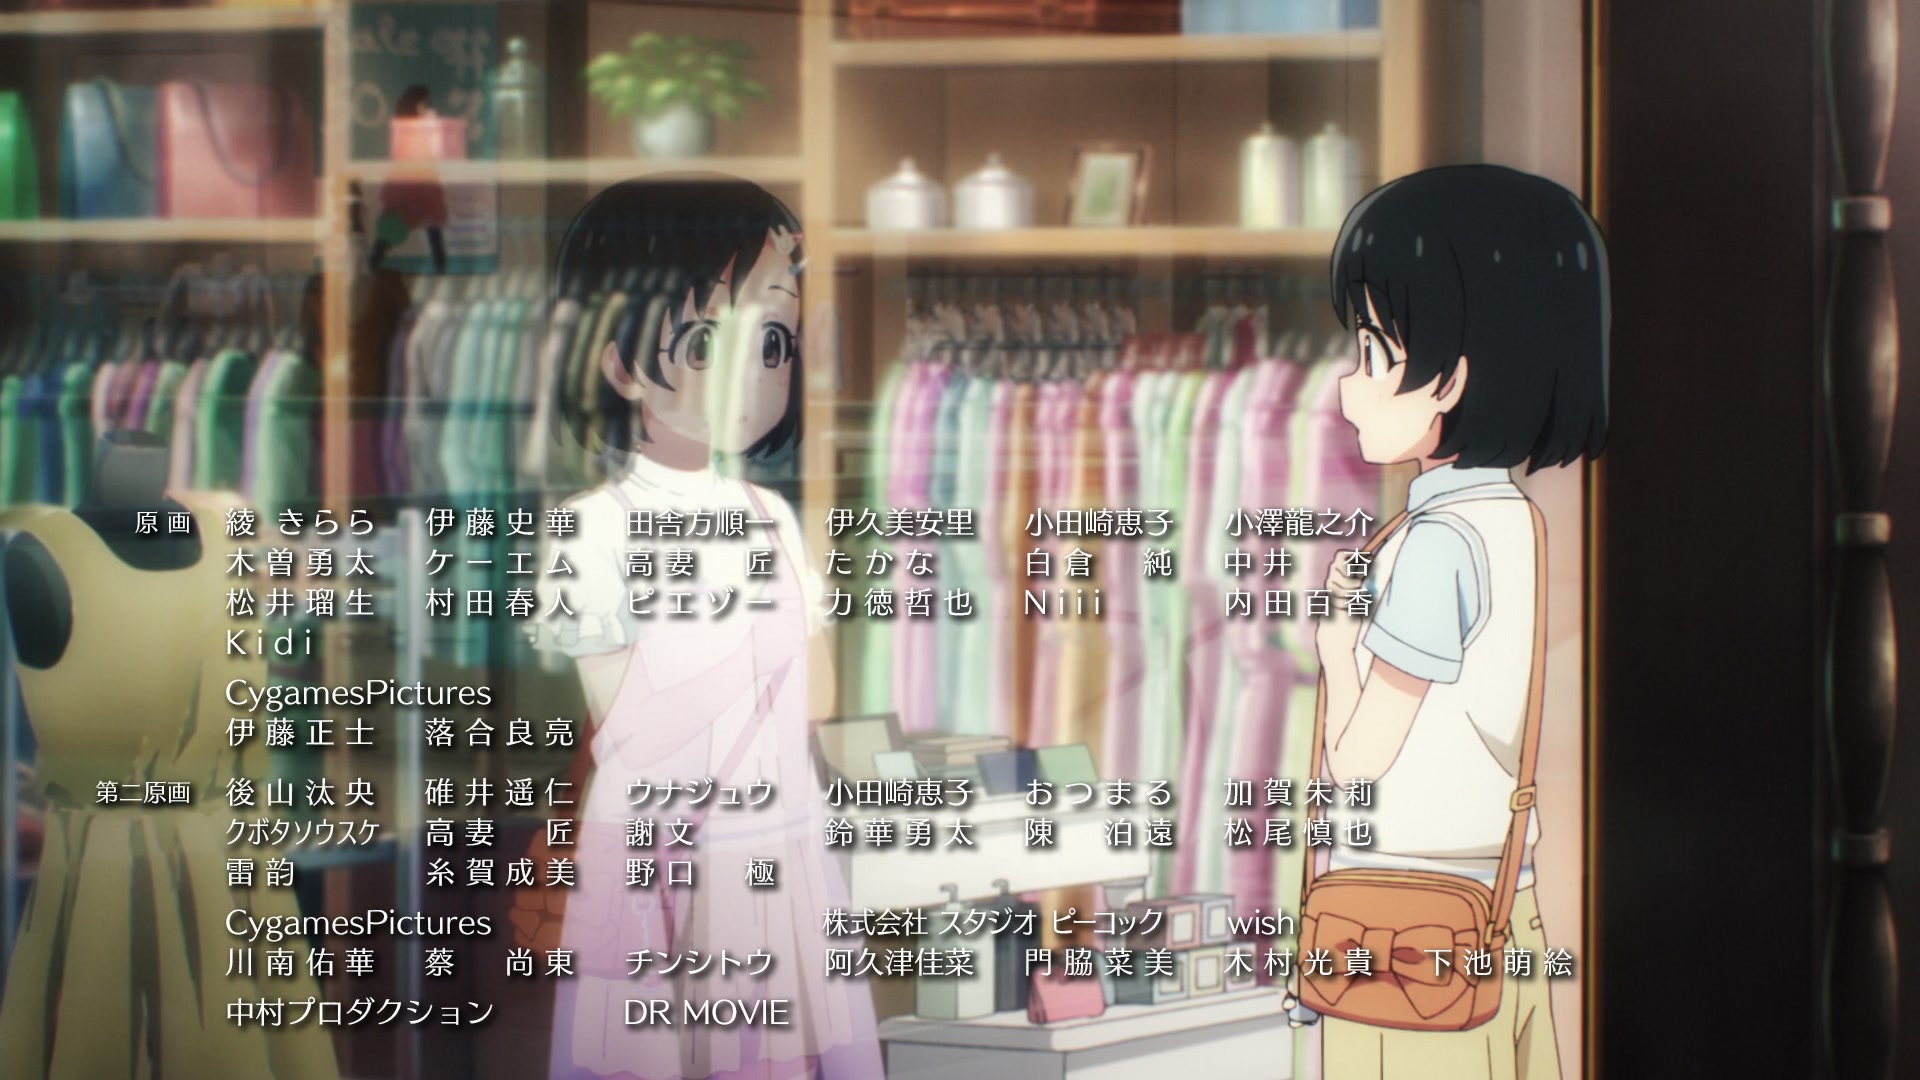 原画 綾 きらら 伊藤史華 田舎方順一 伊久美安里 小田崎恵子 小澤龍之介
木曽勇太 ケーエム 高妻 匠 たかな 白倉 純 中井 杏
松井瑠生 村田春人 ピエゾー 力徳哲也 Niii 内田百香
Kidi
CygamesPictures
伊藤正士 落合良亮
第二原画 後山汰央 碓井遥仁 ウナジュウ 小田崎恵子 おつまる 加賀朱莉
クボタソウスケ 高妻 匠 謝文 鈴華勇太 陳 泊遠 松尾慎也
雷韵 糸賀成美 野口 極
CygamesPictures 株式会社 スタジオ ピーコック wish
川南佑華 蔡 尚東 チンシトウ 阿久津佳菜 門脇菜美 木村光貴 下池萌絵
中村プロダクション DR MOVIE